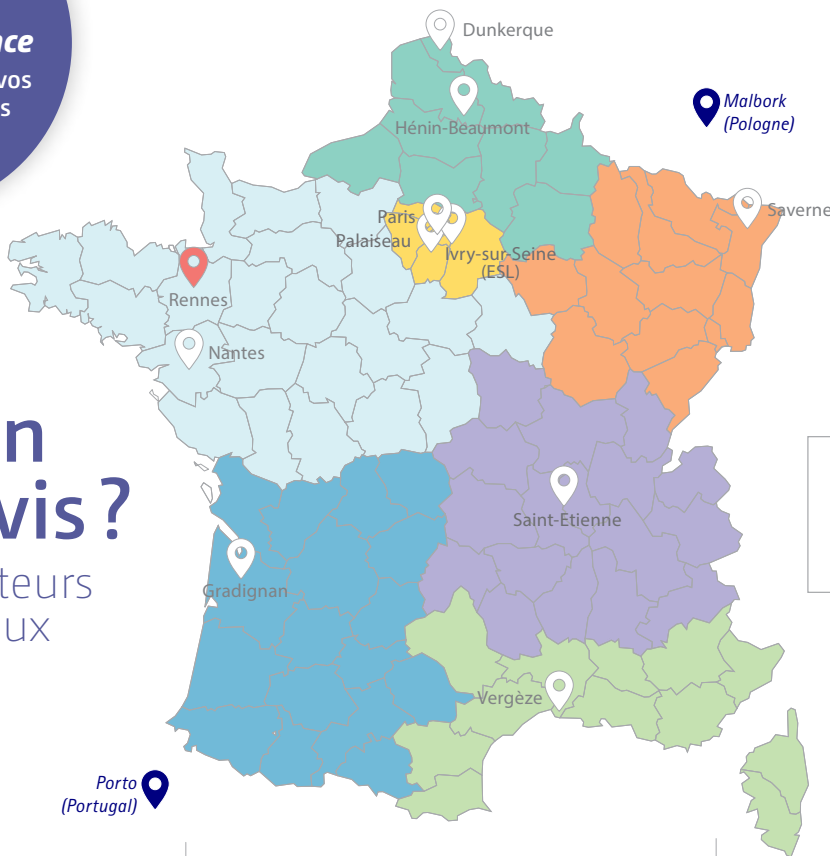 nce
vos
s
Dunkerque
Malbork
(Pologne)
Hénin-Beaumont
Saverne
Paris
Palaiseau
Ivry-sur-Seine
(ESL)
Rennes
Nantes
n
vis ?
teurs
ux
Saint-Etienne
Gradignan
Vergèze
Porto
(Portugal)